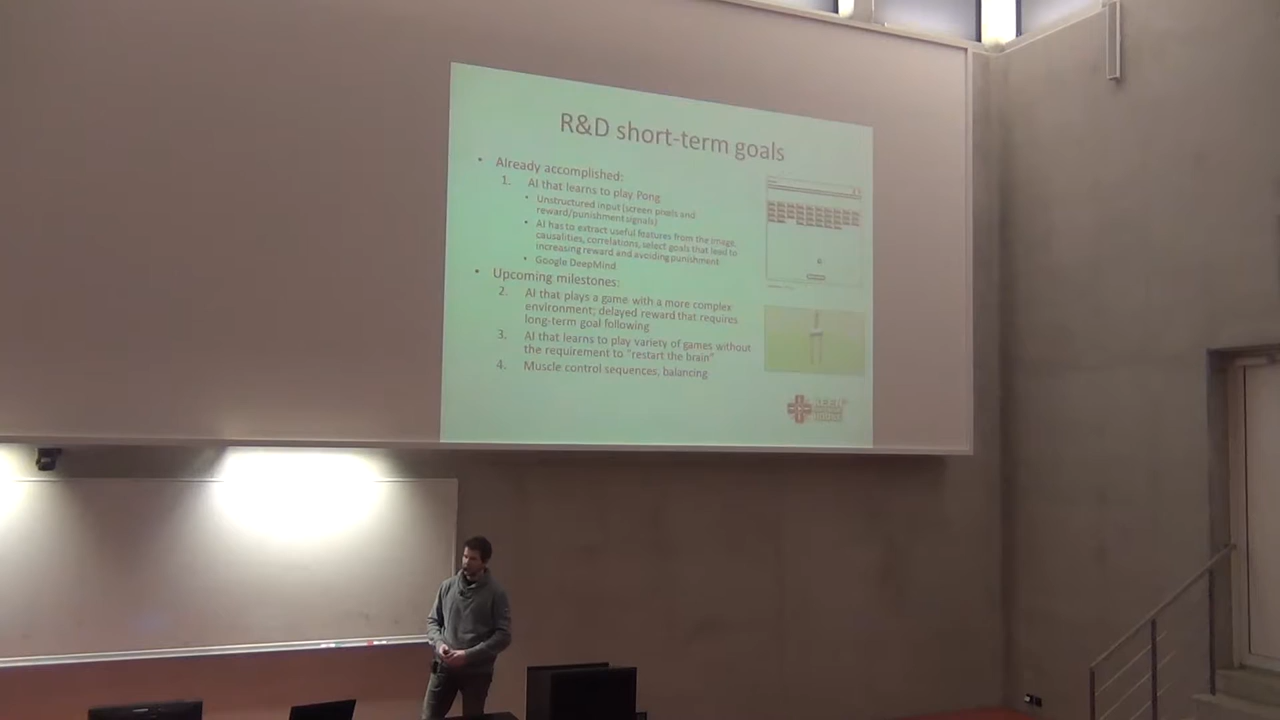 R&D short-term goals
• Already accomplished:
1. AI that learns to play Pong
• Unstructured input (screen pixels and
reward/punishment signals)
• AI has to extract useful features from the image,
causalities, correlations, select goals that lead to
increasing reward and avoiding punishment
• Google DeepMind
• Upcoming milestones:
2. AI that plays a game with a more complex
environment; delayed reward that requires
long-term goal following
3. AI that learns to play variety of games without
the requirement to "restart the brain"
4. Muscle control sequences, balancing
KEEN
SOFTWARE
HOUSE